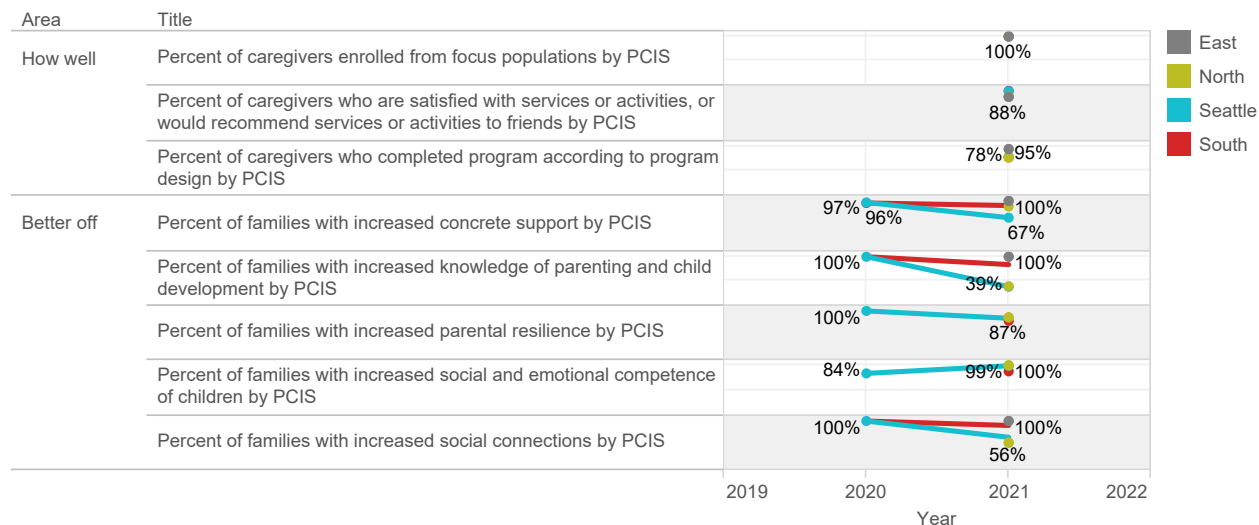 Area Title
How well
Percent of caregivers enrolled from focus populations by PCIS
100%
Percent of caregivers who are satisfied with services or activities, or
would recommend services or activities to friends by PCIS
88%
Percent of caregivers who completed program according to program
design by PCIS
78% 95%
Better off
Percent of families with increased concrete support by PCIS
97% 96% 100% 67%
Percent of families with increased knowledge of parenting and child
development by PCIS
100% 39% 100%
Percent of families with increased parental resilience by PCIS
100% 87%
Percent of families with increased social and emotional competence
of children by PCIS
84% 99% 100%
Percent of families with increased social connections by PCIS
100% 100% 56%
2019 2020 2021 2022
Year
East
North
Seattle
South